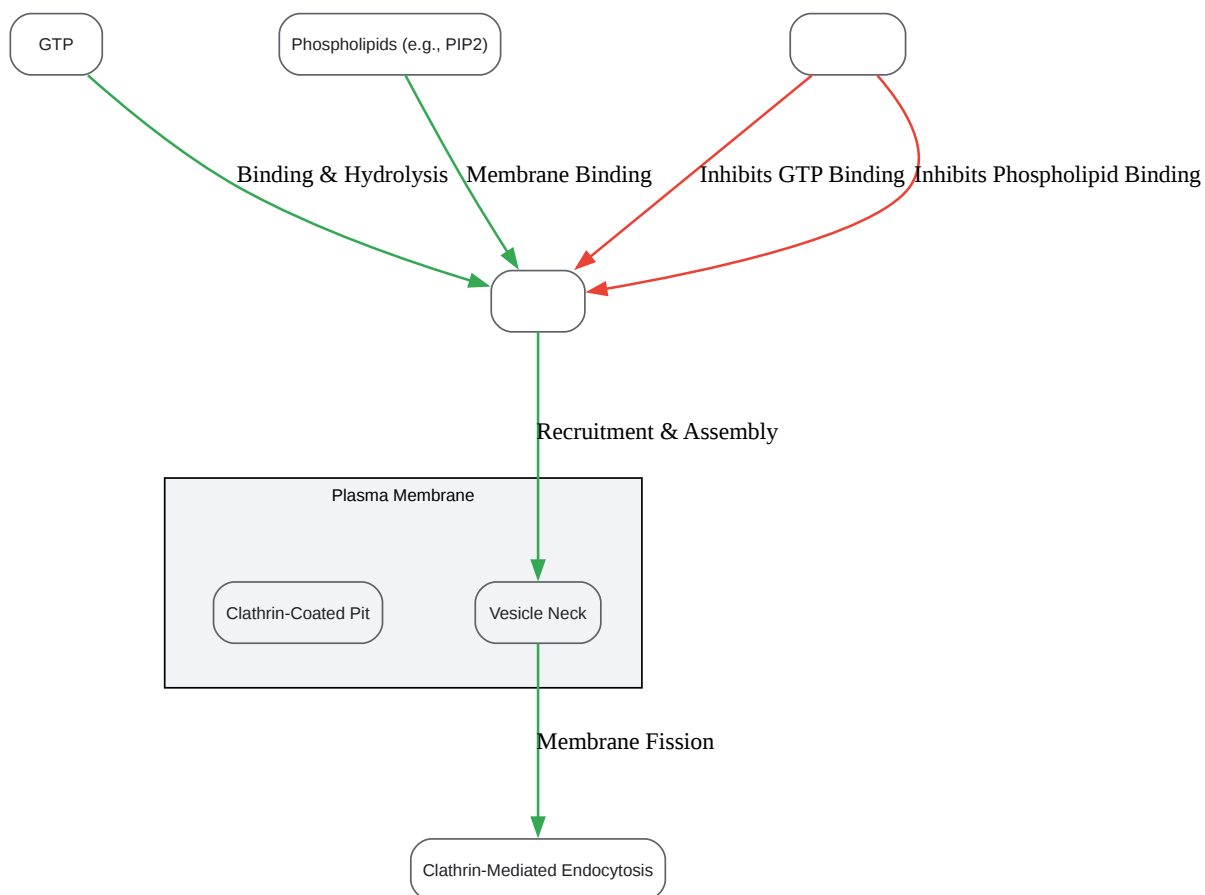 GTP
Phospholipids (e.g., PIP2)
Binding & Hydrolysis
Membrane Binding
Inhibits GTP Binding
Inhibits Phospholipid Binding
Recruitment & Assembly
Plasma Membrane
Clathrin-Coated Pit
Vesicle Neck
Membrane Fission
Clathrin-Mediated Endocytosis